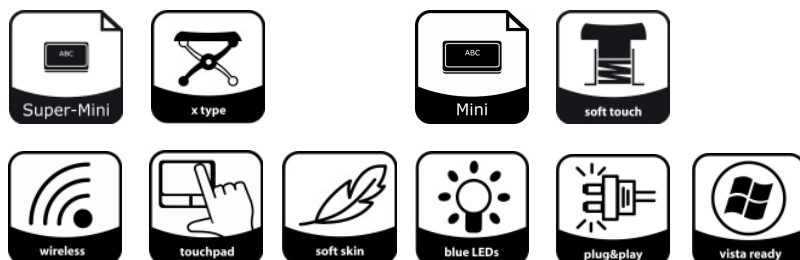 ABC
Super-Mini
x type
ABC
Mini
soft touch
wireless
touchpad
soft skin
blue LEDs
plug&play
vista ready